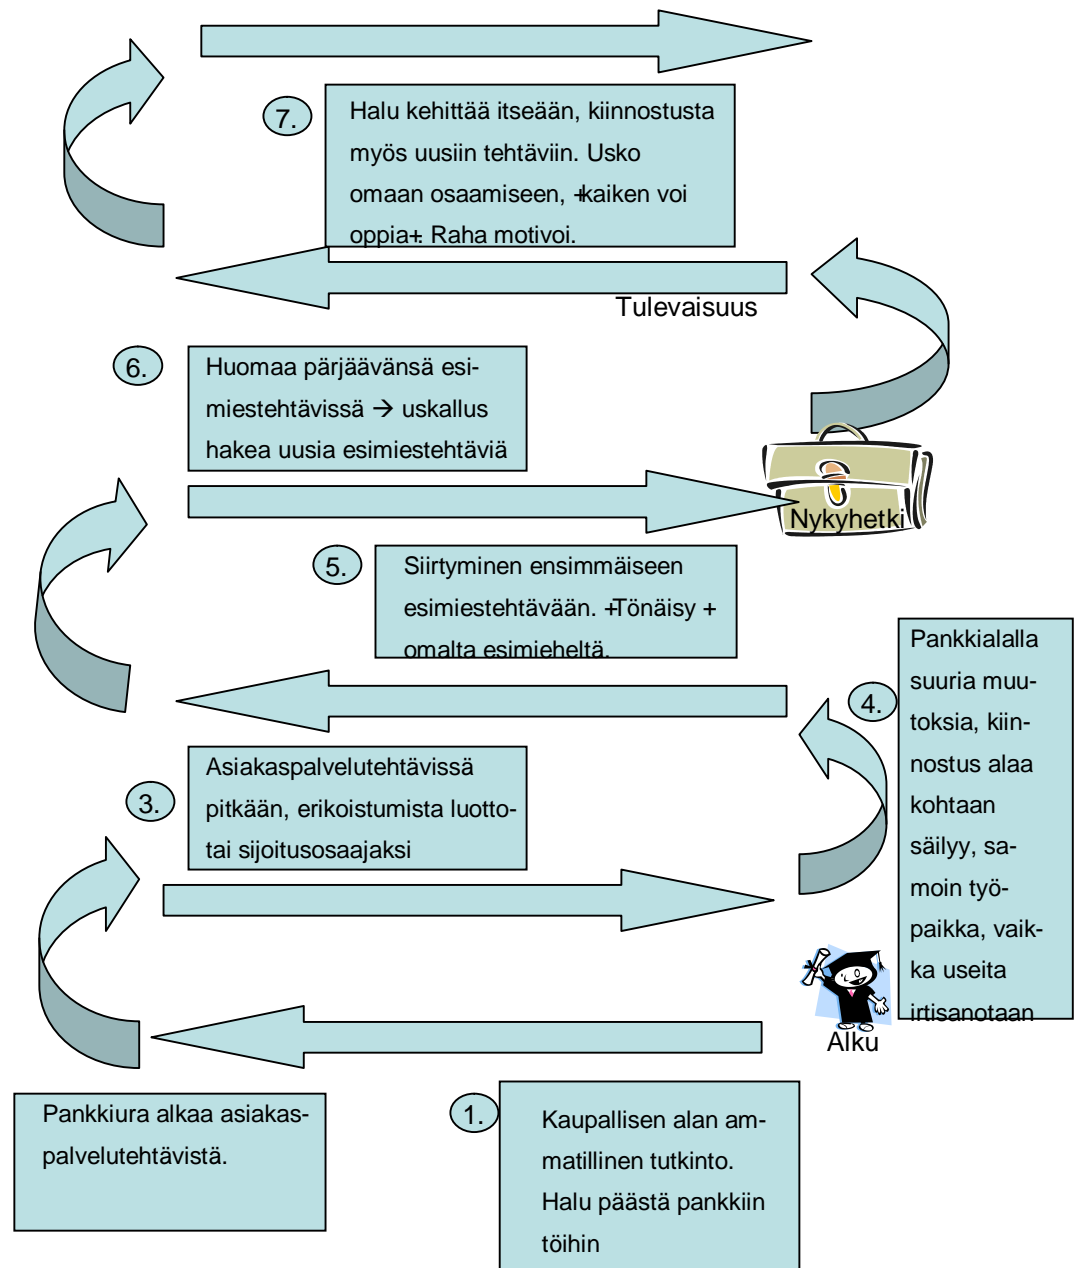 7.
Halu kehittää itseään, kiinnostusta
myös uusiin tehtäviin. Usko
omaan osaamiseen, +kaiken voi
oppia+. Raha motivoi.
Tulevaisuus
6.
Huomaa pärjäävänsä esi-
miestehtävissä → uskallus
hakea uusia esimiestehtäviä
Nykyhetki
5.
Siirtyminen ensimmäiseen
esimiestehtävään. +Tönäisy +
omalta esimieheltä.
4.
Pankkialalla
suuria muu-
toksia, kiin-
nostus alaa
kohtaan
säilyy, sa-
moin työ-
paikka, vaik-
ka useita
irtisanotaan
3.
Asiakaspalvelutehtävissä
pitkään, erikoistumista luotto-
tai sijoitusosaajaksi
Alku
Pankkiura alkaa asiakas-
palvelutehtävistä.
1.
Kaupallisen alan am-
matillinen tutkinto.
Halu päästä pankkiin
töihin